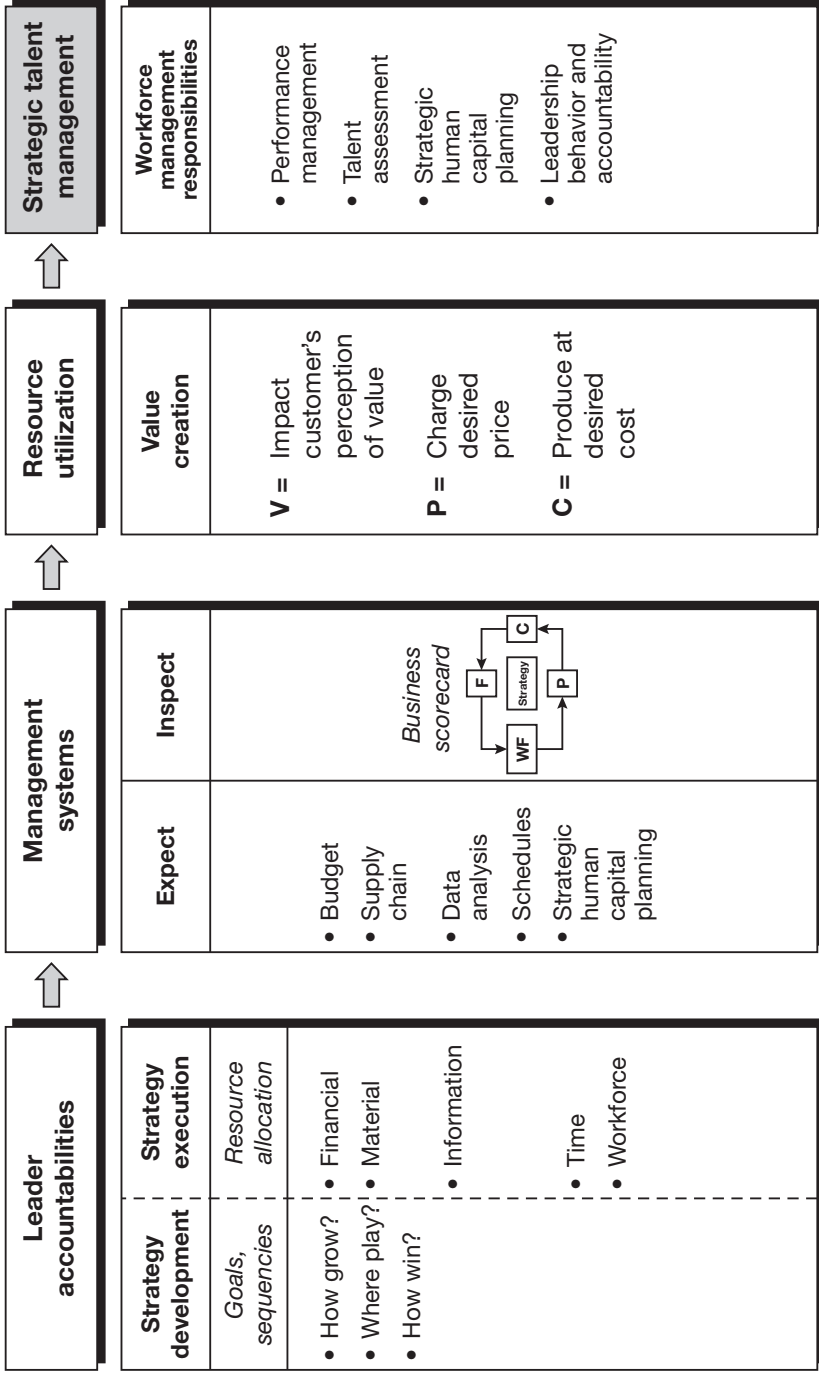 Leader
accountabilities
Strategy
development
Strategy
execution
Goals,
sequencies
Resource
allocation
• How grow?
• Where play?
• How win?
• Financial
• Material
• Information
• Time
• Workforce
Management
systems
Expect
Inspect
• Budget
• Supply
chain
• Data
analysis
• Schedules
• Strategic
human
capital
planning
Business
scorecard
F
WF
Strategy
C
P
Resource
utilization
Value
creation
V = Impact
customer's
perception
of value
P = Charge
desired
price
C = Produce at
desired
cost
Strategic talent
management
Workforce
management
responsibilities
• Performance
management
• Talent
assessment
• Strategic
human
capital
planning
• Leadership
behavior and
accountability